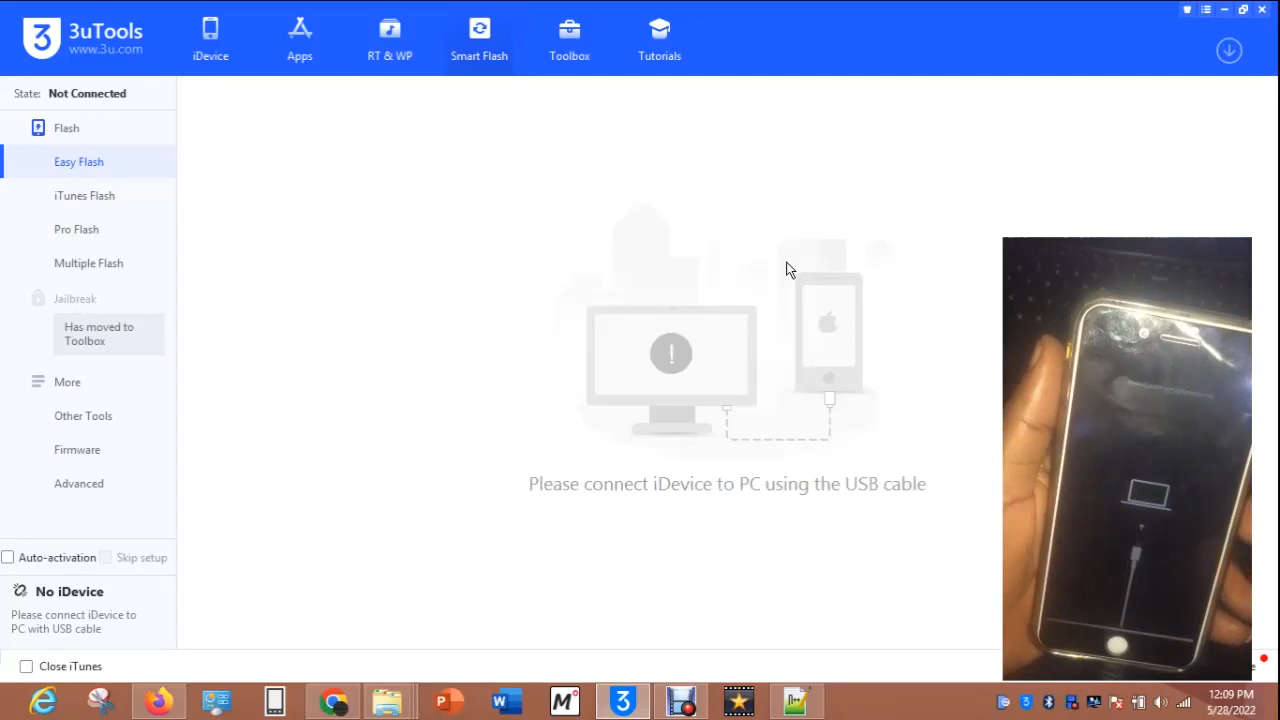 3 3uTools
www.3u.com
iDevice
Apps
RT & WP
Smart Flash
Toolbox
Tutorials
State: Not Connected
Flash
Easy Flash
iTunes Flash
Pro Flash
Multiple Flash
Jailbreak
Has moved to
Toolbox
More
Other Tools
Firmware
Advanced
Auto-activation
Skip setup
No iDevice
Please connect iDevice to
PC with USB cable
Close iTunes
!
Please connect iDevice to PC using the USB cable
12:09 PM
5/28/2022